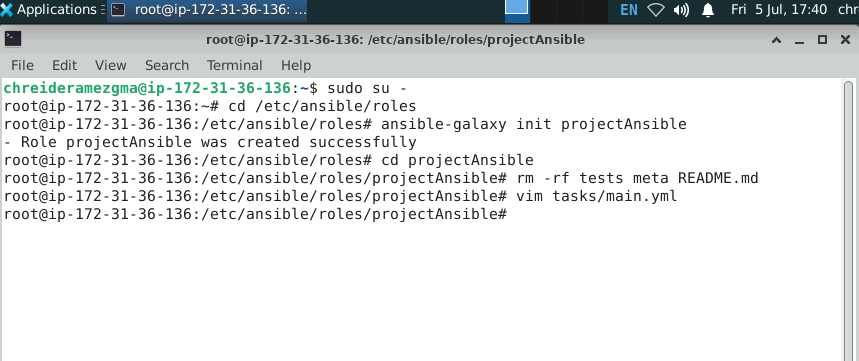 Applications root@ip-172-31-36-136: ... EN Fri 5 Jul, 17:40 chr
root@ip-172-31-36-136: /etc/ansible/roles/projectAnsible
File Edit View Search Terminal Help
chreideramezgma@ip-172-31-36-136:~$ sudo su -
root@ip-172-31-36-136:~# cd /etc/ansible/roles
root@ip-172-31-36-136:/etc/ansible/roles# ansible-galaxy init projectAnsible
- Role projectAnsible was created successfully
root@ip-172-31-36-136:/etc/ansible/roles# cd projectAnsible
root@ip-172-31-36-136:/etc/ansible/roles/projectAnsible# rm -rf tests meta README.md
root@ip-172-31-36-136:/etc/ansible/roles/projectAnsible# vim tasks/main.yml
root@ip-172-31-36-136:/etc/ansible/roles/projectAnsible#